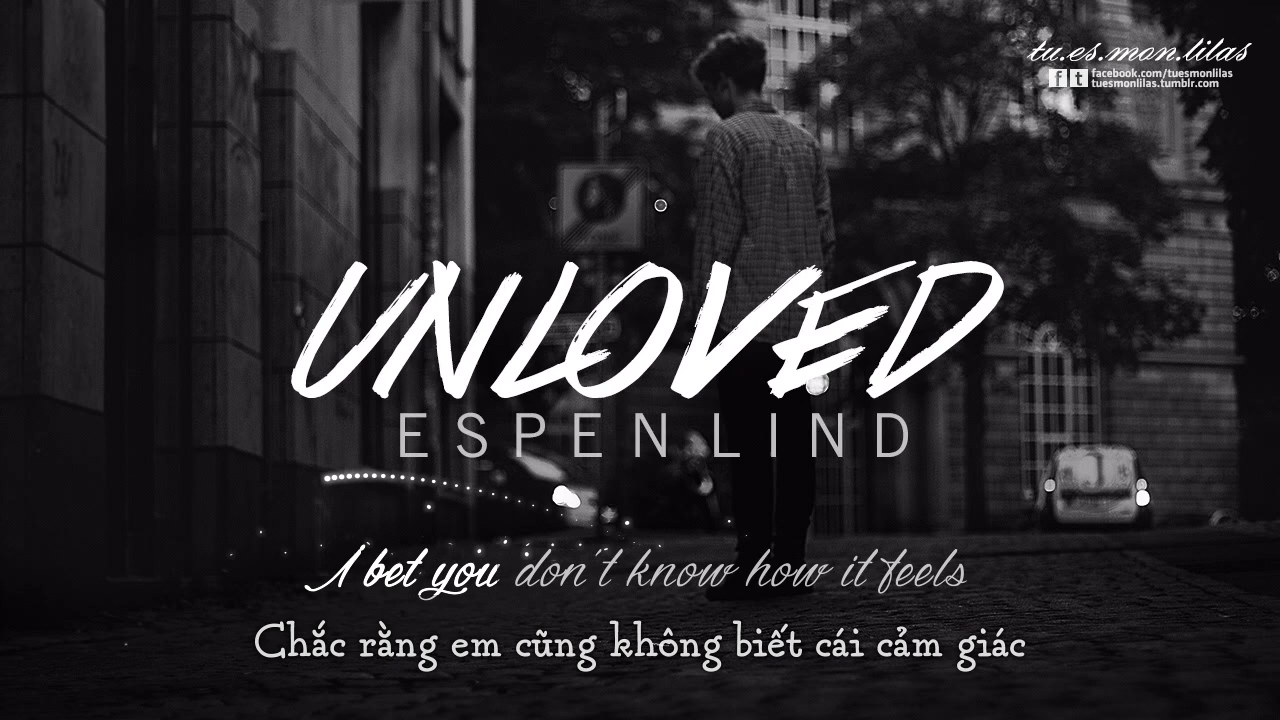 tu.es.mon.lilas
facebook.com/tuesmonlilas
tuesmonlilas.tumblr.com
UNLOVED
ESPEN LIND
I bet you don't know how it feels
Chắc rằng em cũng không biết cái cảm giác